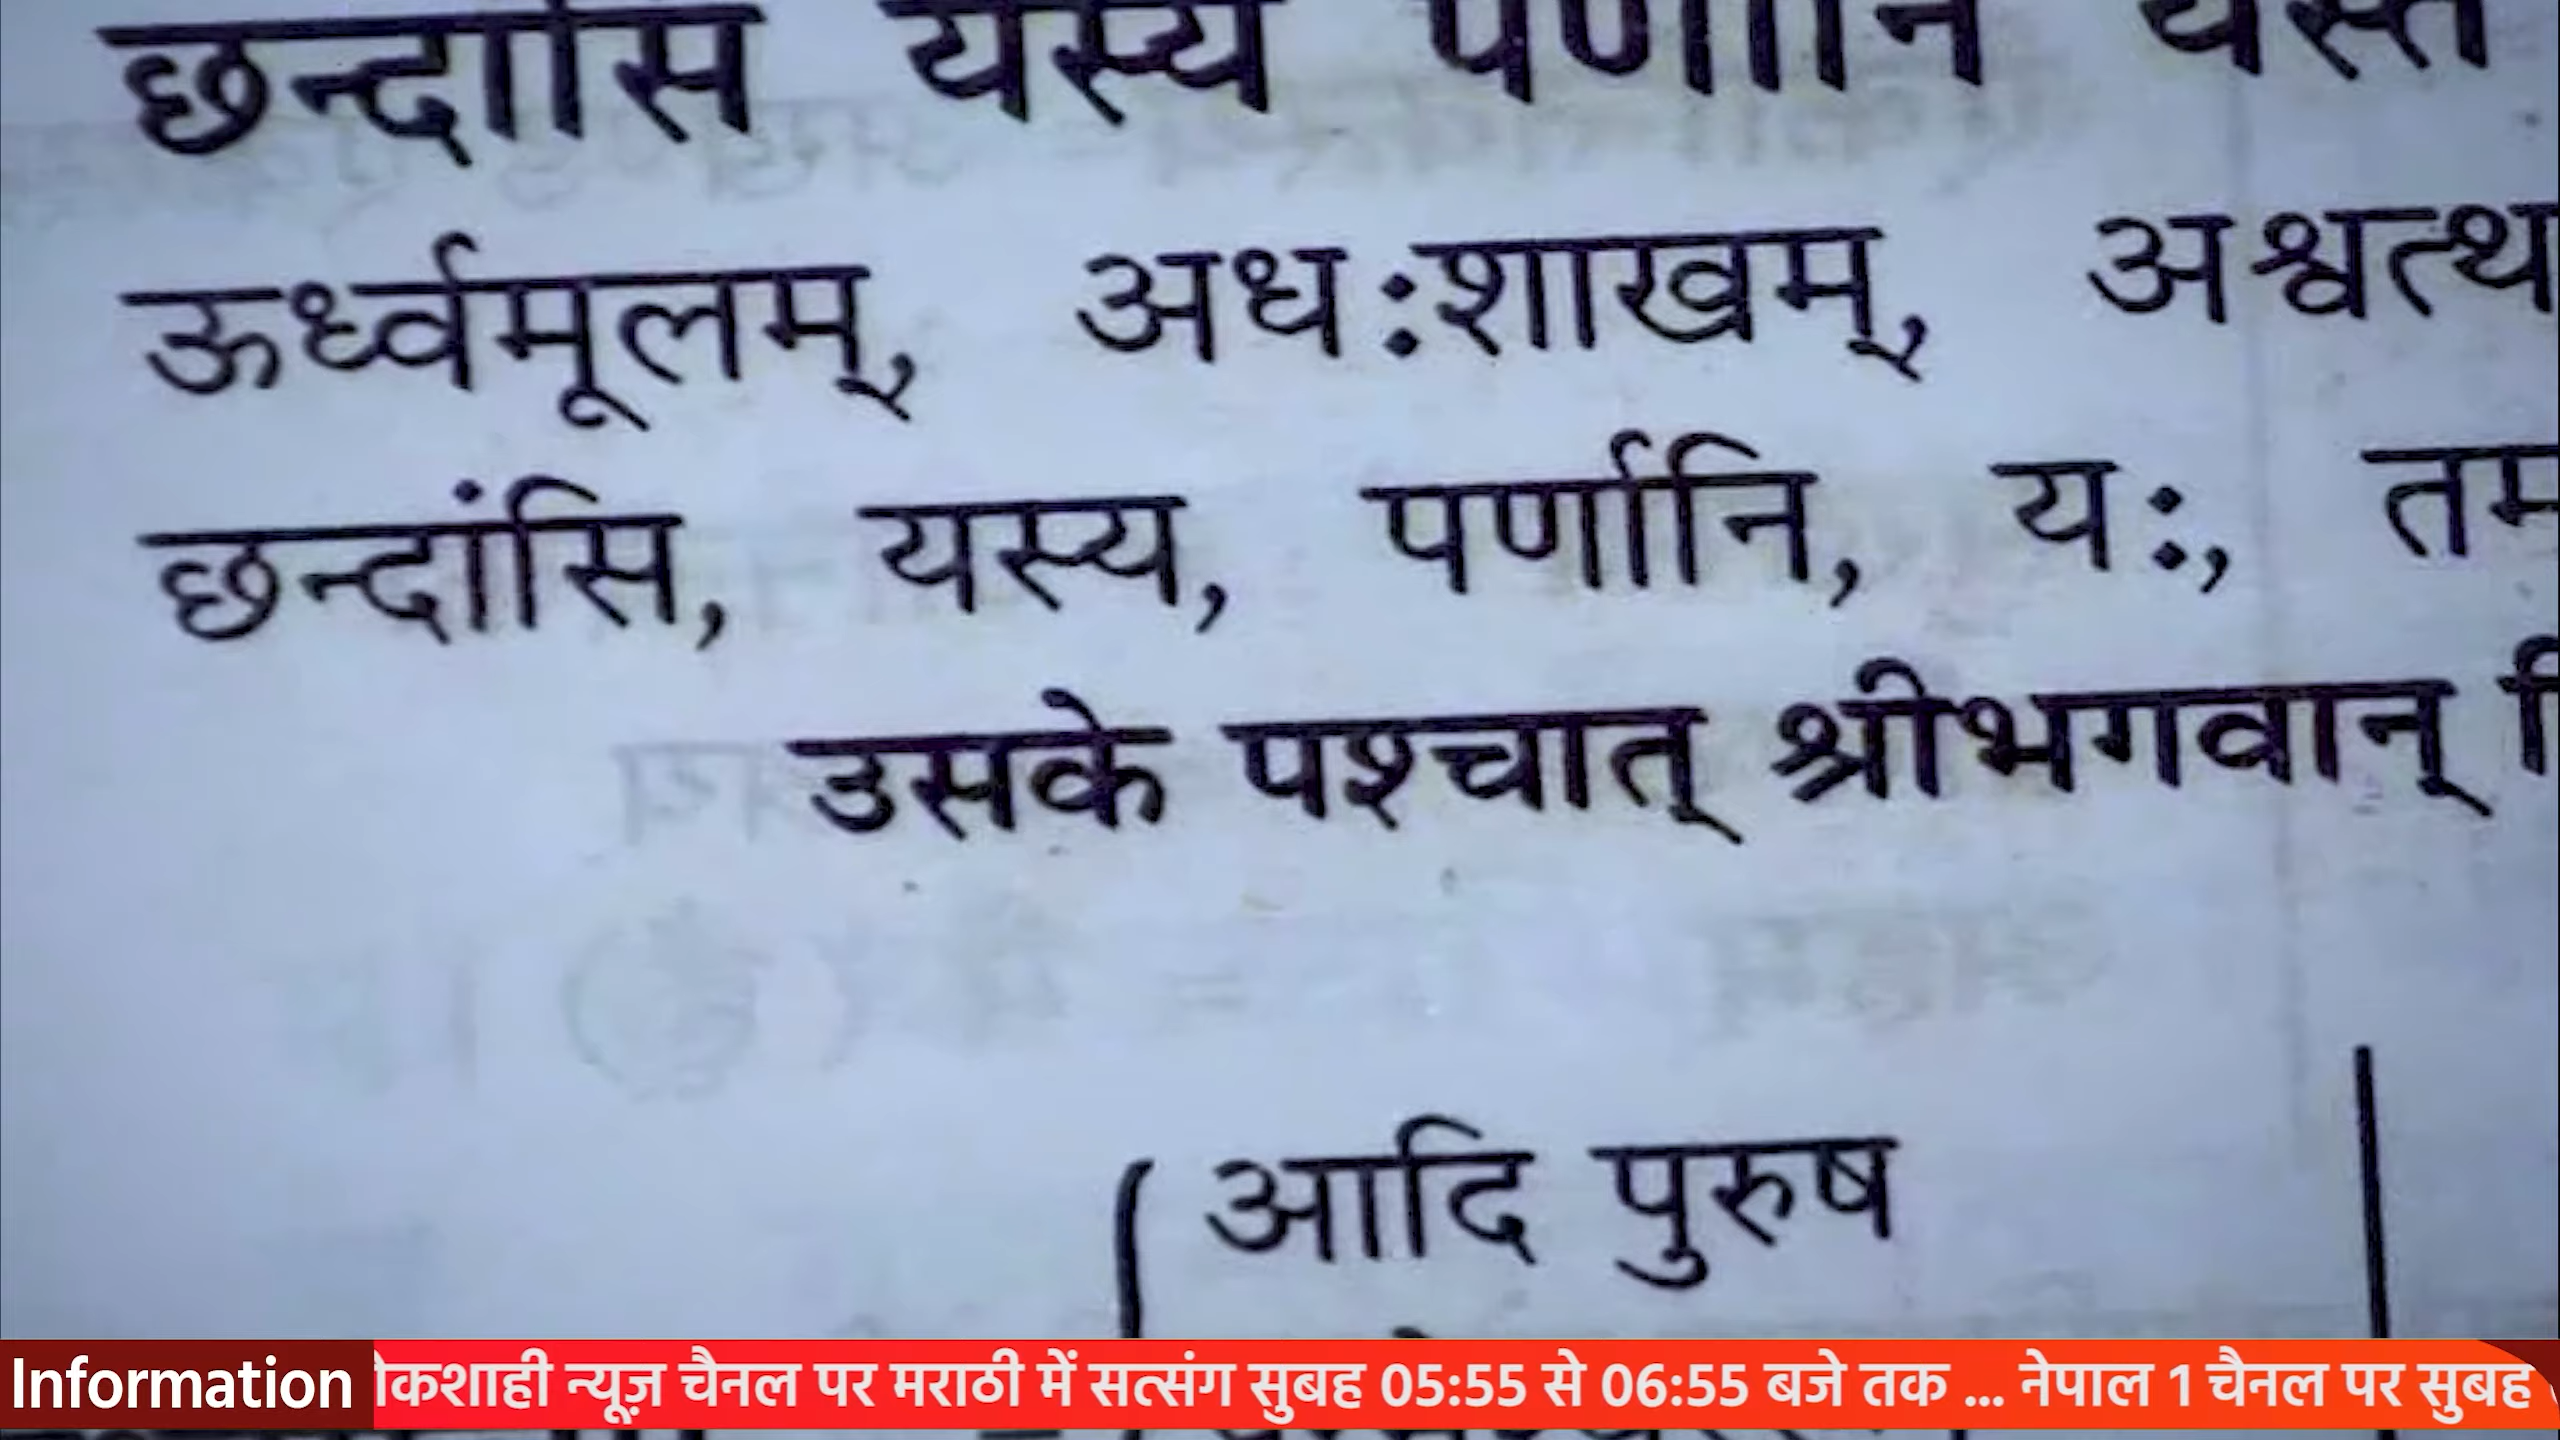 छन्दांसि यस्य पर्णानि
ऊर्ध्वमूलम्, अध:शाखम्, अश्वत्थ
छन्दांसि, यस्य, पर्णानि, य:, तम
उसके पश्चात् श्रीभगवान्
आदि पुरुष
Information
ोकशाही न्यूज़ चैनल पर मराठी में सत्संग सुबह 05:55 से 06:55 बजे तक ... नेपाल 1 चैनल पर सुबह